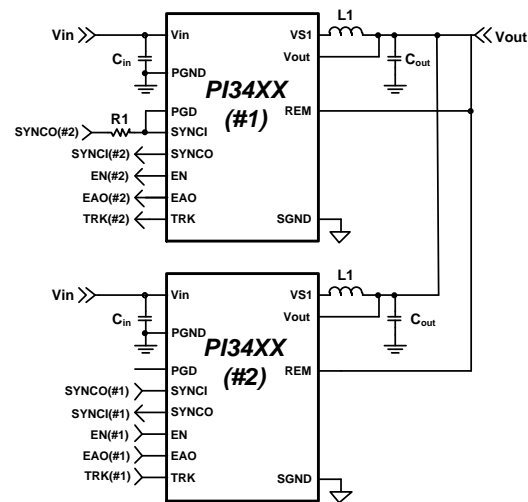 Vin
Vin
VS1
L1
Vout
Vout
Cin
PGND
Cout
PI34XX
(#1)
PGD
REM
R1
SYNCO(#2)
SYNCI
SYNCI(#2)
SYNCO
EN(#2)
EN
EAO(#2)
EAO
TRK(#2)
TRK
SGND
Vin
Vin
VS1
L1
Vout
Cin
PGND
Cout
PI34XX
(#2)
PGD
REM
SYNCO(#1)
SYNCI
SYNCI(#1)
SYNCO
EN(#1)
EN
EAO(#1)
EAO
TRK(#1)
TRK
SGND